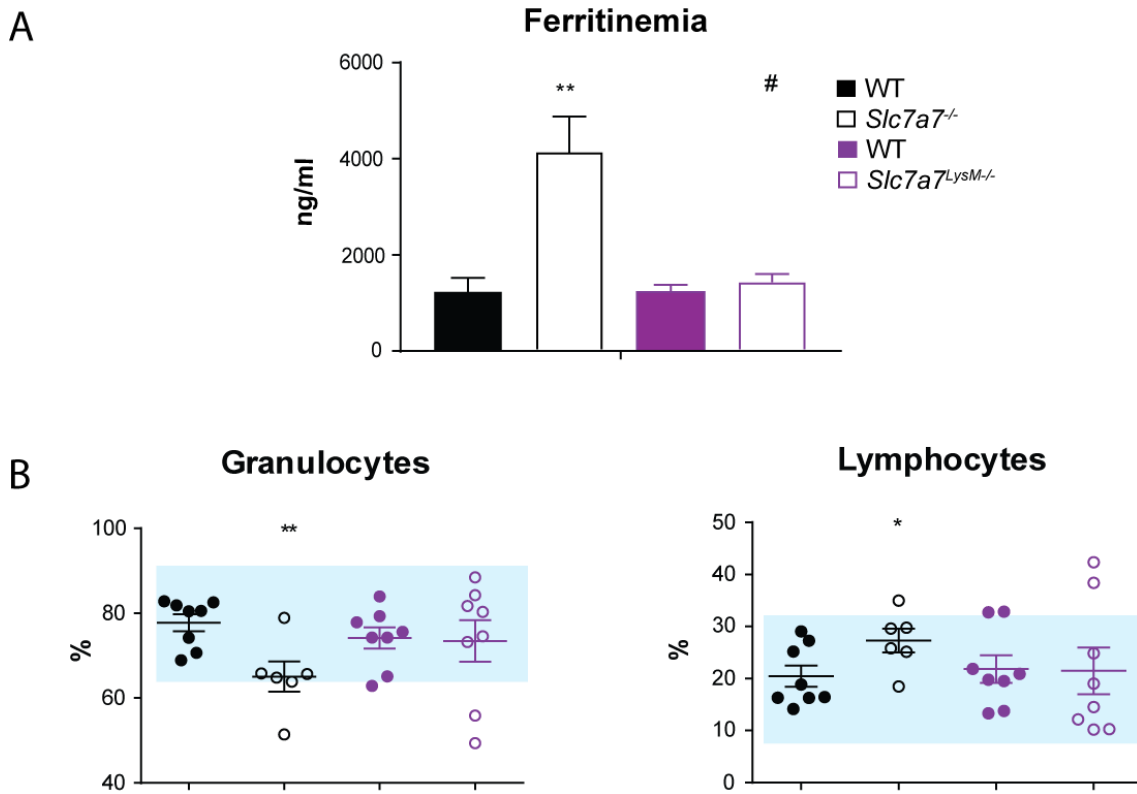 A
Ferritinemia
ng/ml
6000
4000
2000
0
**
#
WT
Slc7a7-/-
WT
Slc7a7LysM-/-
B
Granulocytes
%
100
80
60
40
**
Lymphocytes
%
50
40
30
20
10
0
*